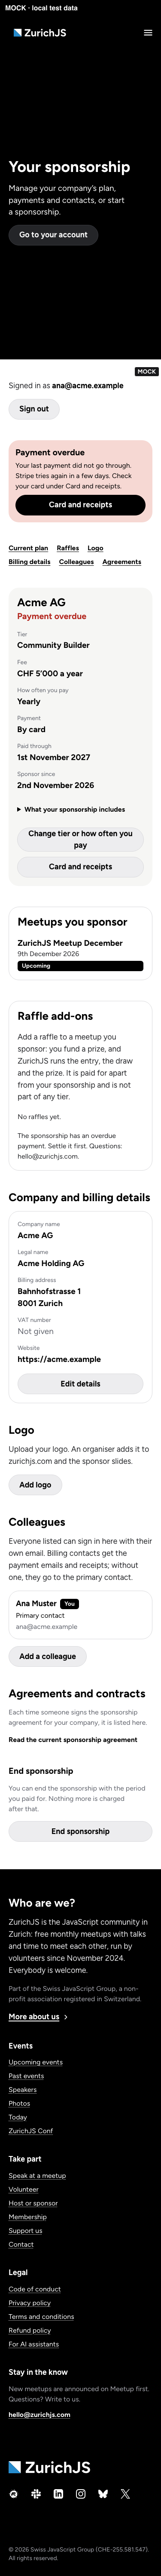 MOCK · local test data
ZurichJS
Your sponsorship
Manage your company's plan,
payments and contacts, or start
a sponsorship.
Go to your account
MOCK
Signed in as ana@acme.example
Sign out
Payment overdue
Your last payment did not go through.
Stripe tries again in a few days. Check
your card under Card and receipts.
Card and receipts
Current plan Raffles Logo
Billing details Colleagues Agreements
Acme AG
Payment overdue
Tier
Community Builder
Fee
CHF 5'000 a year
How often you pay
Yearly
Payment
By card
Paid through
1st November 2027
Sponsor since
2nd November 2026
What your sponsorship includes
Change tier or how often you
pay
Card and receipts
Meetups you sponsor
ZurichJS Meetup December
9th December 2026
Upcoming
Raffle add-ons
Add a raffle to a meetup you
sponsor: you fund a prize, and
ZurichJS runs the entry, the draw
and the prize. It is paid for apart
from your sponsorship and is not
part of any tier.
No raffles yet.
The sponsorship has an overdue
payment. Settle it first. Questions:
hello@zurichjs.com.
Company and billing details
Company name
Acme AG
Legal name
Acme Holding AG
Billing address
Bahnhofstrasse 1
8001 Zurich
VAT number
Not given
Website
https://acme.example
Edit details
Logo
Upload your logo. An organiser adds it to
zurichjs.com and the sponsor slides.
Add logo
Colleagues
Everyone listed can sign in here with their
own email. Billing contacts get the
payment emails and receipts; without
one, they go to the primary contact.
Ana Muster You
Primary contact
ana@acme.example
Add a colleague
Agreements and contracts
Each time someone signs the sponsorship
agreement for your company, it is listed here.
Read the current sponsorship agreement
End sponsorship
You can end the sponsorship with the period
you paid for. Nothing more is charged
after that.
End sponsorship
Who are we?
ZurichJS is the JavaScript community in
Zurich: free monthly meetups with talks
and time to meet each other, run by
volunteers since November 2024.
Everybody is welcome.
Part of the Swiss JavaScript Group, a non-
profit association registered in Switzerland.
More about us
Events
Upcoming events
Past events
Speakers
Photos
Today
ZurichJS Conf
Take part
Speak at a meetup
Volunteer
Host or sponsor
Membership
Support us
Contact
Legal
Code of conduct
Privacy policy
Terms and conditions
Refund policy
For AI assistants
Stay in the know
New meetups are announced on Meetup first.
Questions? Write to us.
hello@zurichjs.com
ZurichJS
© 2026 Swiss JavaScript Group (CHE-255.581.547).
All rights reserved.